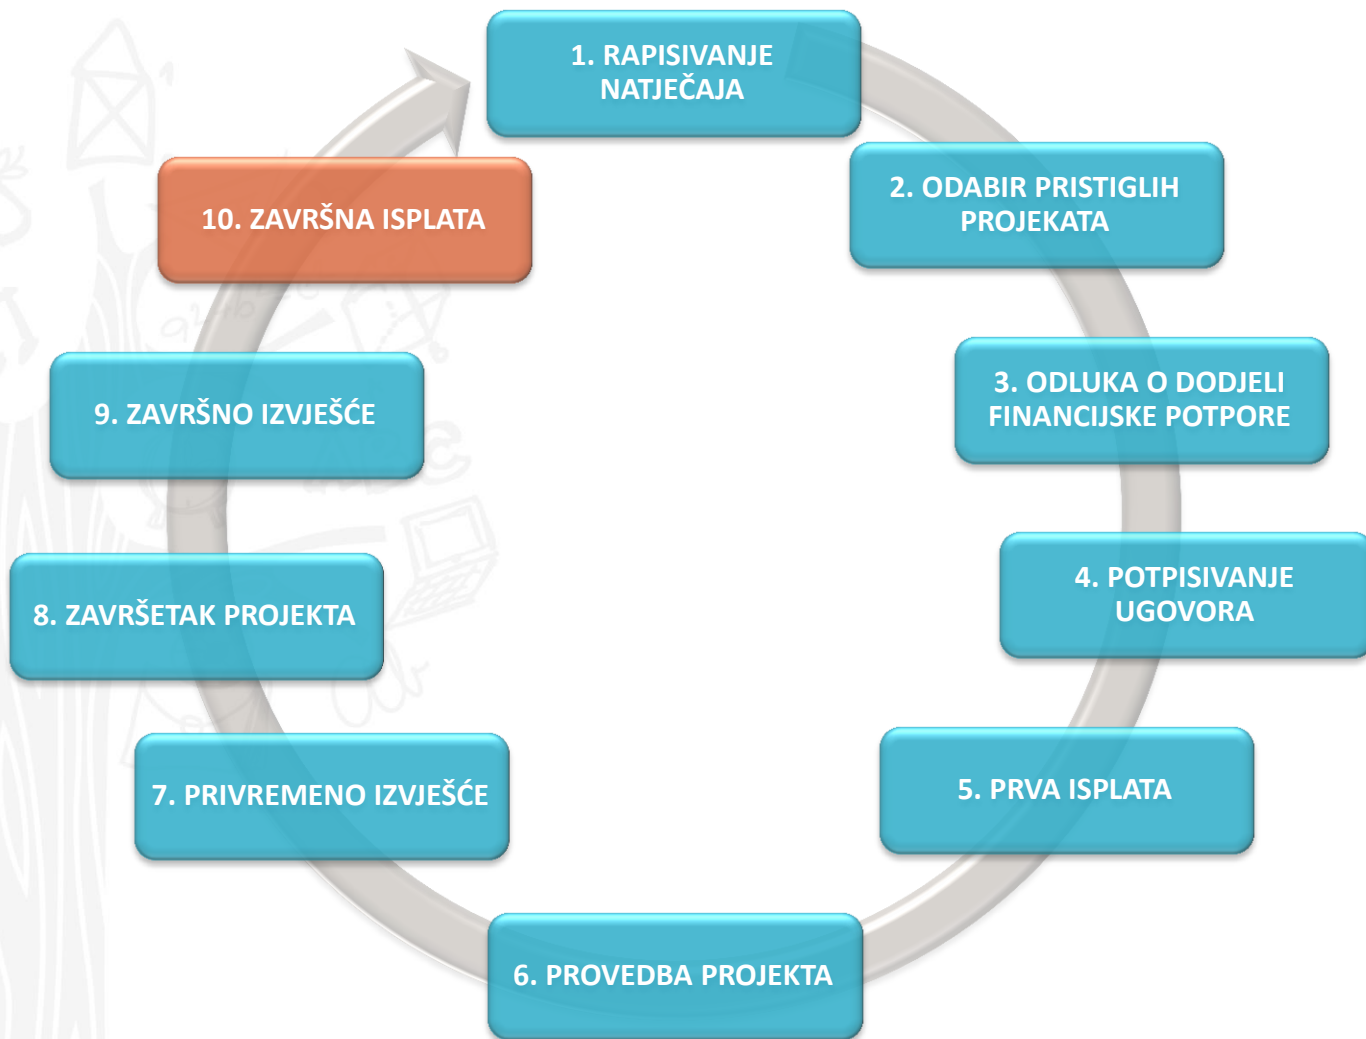 1. RAPISIVANJE
NATJEČAJA
2. ODABIR PRISTIGLIH
PROJEKATA
3. ODLUKA O DODJELI
FINANCIJSKE POTPORE
4. POTPISIVANJE
UGOVORA
5. PRVA ISPLATA
6. PROVEDBA PROJEKTA
7. PRIVREMENO IZVJEŠĆE
8. ZAVRŠETAK PROJEKTA
9. ZAVRŠNO IZVJEŠĆE
10. ZAVRŠNA ISPLATA